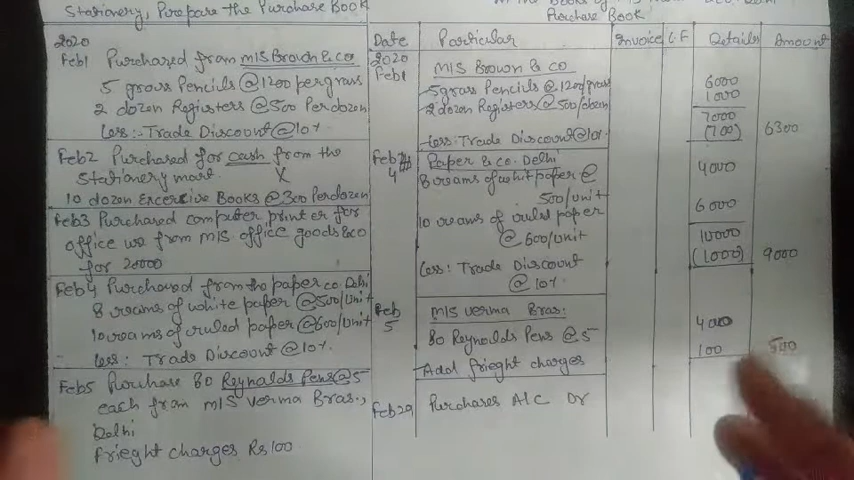 Stationery, Prepare the Purchase Book
2020
Feb1 Purchased from M/S Brown & co
5 gross Pencils @ 1200 per gross
2 dozen Registers @ 500 Per dozen
Less:- Trade Discount @ 10%
Feb2 Purchased for cash from the
Stationery mart. X
10 dozen Excersive Books @ 300 Per dozen
Feb3 Purchased computer printer for
office use from M/S office goods & co
for 20000
Feb4 Purchased from the paper co. Delhi
8 reams of white paper @ 500/Unit
10 reams of ruled paper @ 600/Unit
Less: Trade Discount @ 10%.
Feb5 Purchase 80 Reynolds Pens @ 5
each from M/S Verma Bros.,
Delhi
Frieght charges Rs 100
Purchase Book
Date Particular Invoice L.F Details Amount
2020
Feb1 M/S Brown & co
5 gross Pencils @ 1200/gross 6000
2 dozen Registers @ 500/dozen 1000
7000
Less: Trade Discount @ 10% (700) 6300
Feb 4 Paper & co. Delhi
8 reams of whit paper @ 500/Unit 4000
10 reams of ruled paper @ 600/Unit 6000
10000
Less: Trade Discount @ 10% (1000) 9000
Feb 5 M/S Verma Bros:
80 Reynolds Pens @ 5 400
Add frieght charges 100 500
Feb 29 Purchases A/C Dr